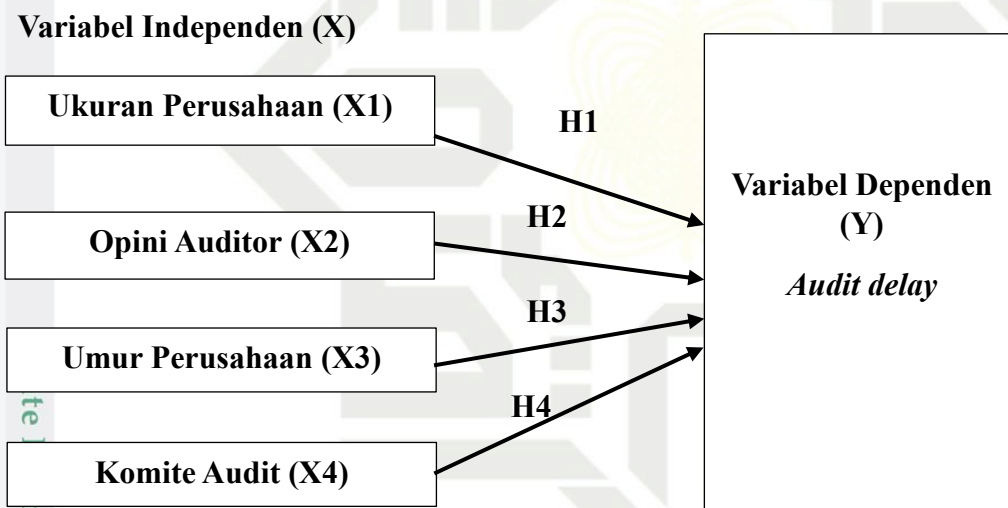 Variabel Independen (X)
Ukuran Perusahaan (X1)
H1
Opini Auditor (X2)
H2
Umur Perusahaan (X3)
H3
Komite Audit (X4)
H4
Variabel Dependen
(Y)
Audit delay